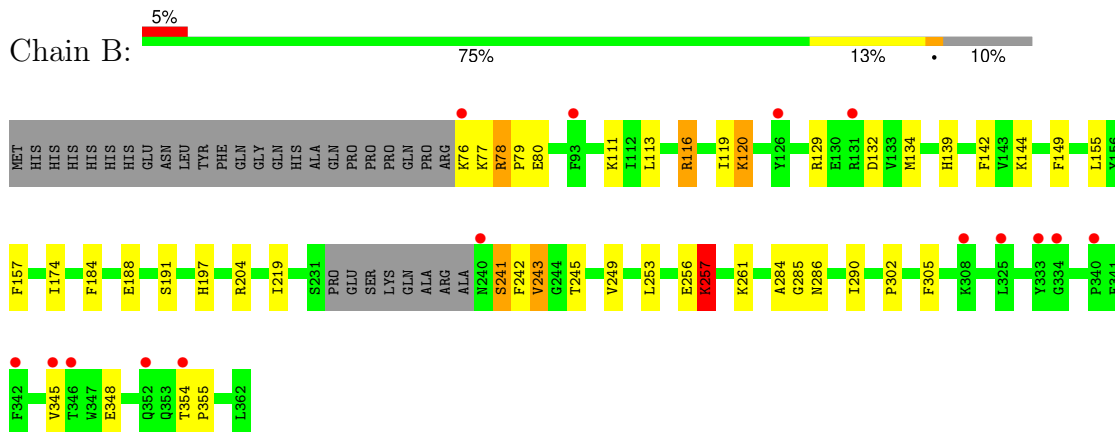 5%
Chain B:
75% 13% • 10%
MET HIS HIS HIS HIS HIS HIS GLU ASN LEU TYR PHE GLN GLY GLN HIS ALA GLN PRO PRO PRO GLN PRO ARG K76 K77 R78 P79 E80 F93 K111 I112 L113 R116 I119 K120 Y126 R129 E130 R131 D132 V133 M134 H139 F142 V143 K144 F149 L155 Y156
F157 I174 F184 E188 S191 H197 R204 I219 S231 PRO GLU SER LYS GLN ALA ARG ALA N240 S241 F242 V243 G244 T245 V249 L253 E256 K257 K261 A284 G285 N286 I290 P302 F305 K308 L325 Y333 G334 P340 E341
F342 V345 T346 W347 E348 Q352 Q353 T354 P355 L362